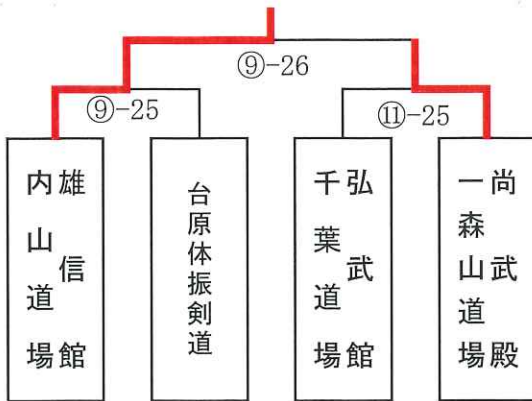 ⑨-26
⑨-25
⑪-25
雄信館
内山道場
台原体振剣道
弘武館
千葉道場
尚武殿
一森山道場